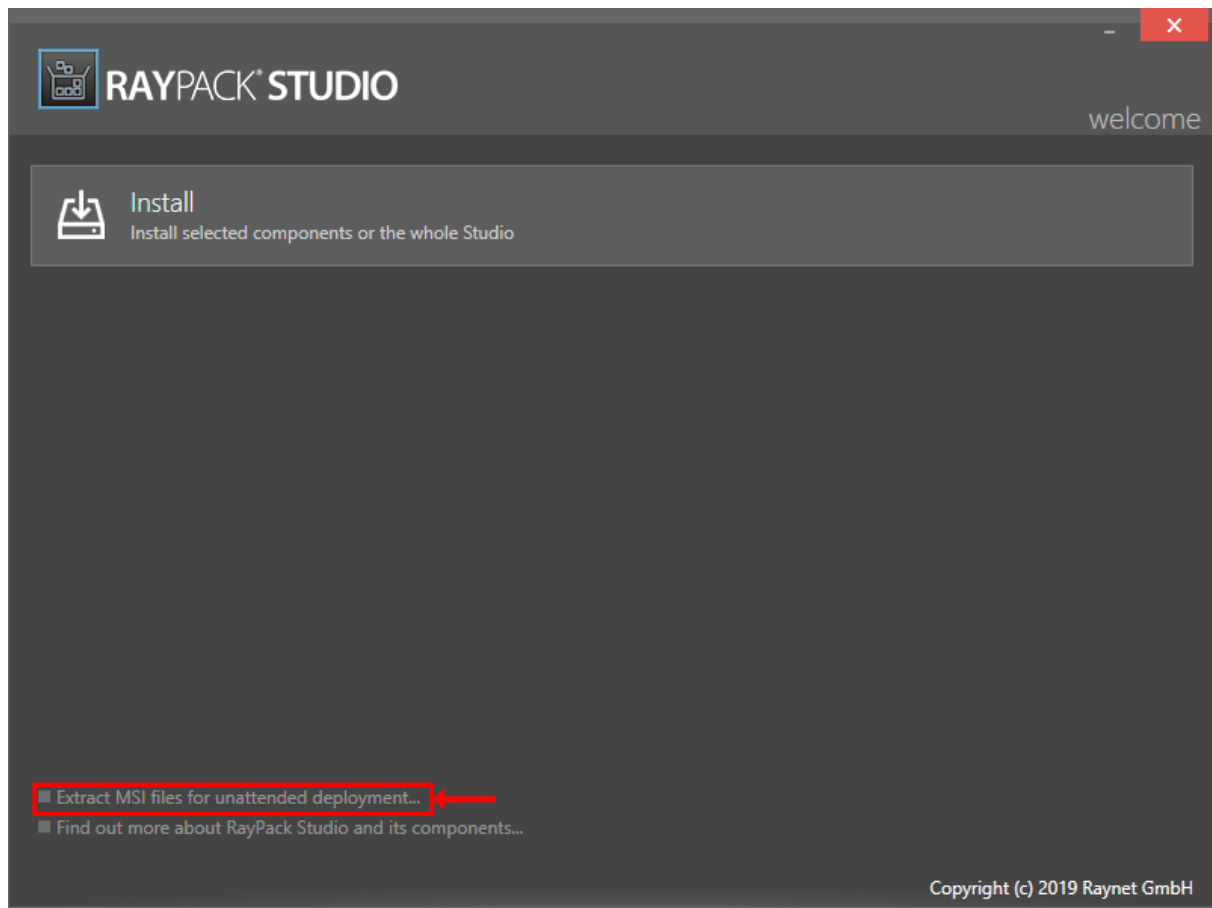 RAYPACK® STUDIO
welcome
Install
Install selected components or the whole Studio
Extract MSI files for unattended deployment...
Find out more about RayPack Studio and its components...
Copyright (c) 2019 Raynet GmbH